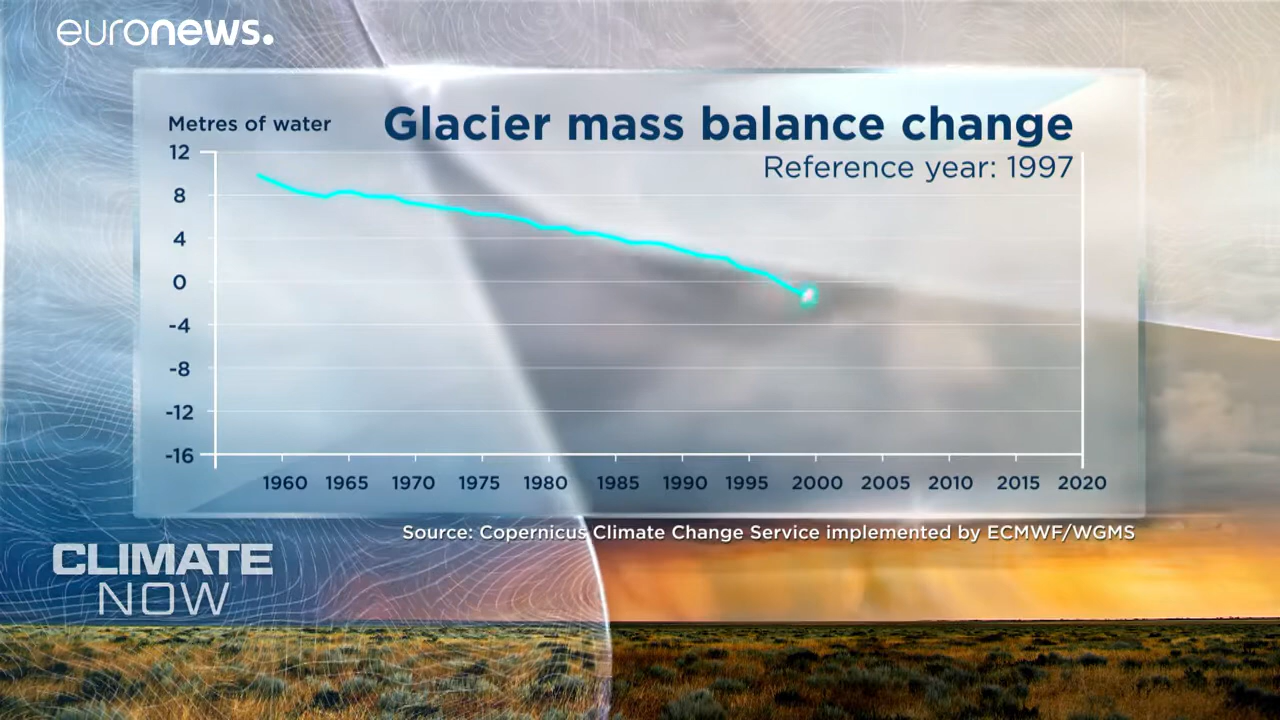 euronews.
Metres of water
Glacier mass balance change
Reference year: 1997
12
8
4
0
-4
-8
-12
-16
1960 1965 1970 1975 1980 1985 1990 1995 2000 2005 2010 2015 2020
Source: Copernicus Climate Change Service implemented by ECMWF/WGMS
CLIMATE
NOW